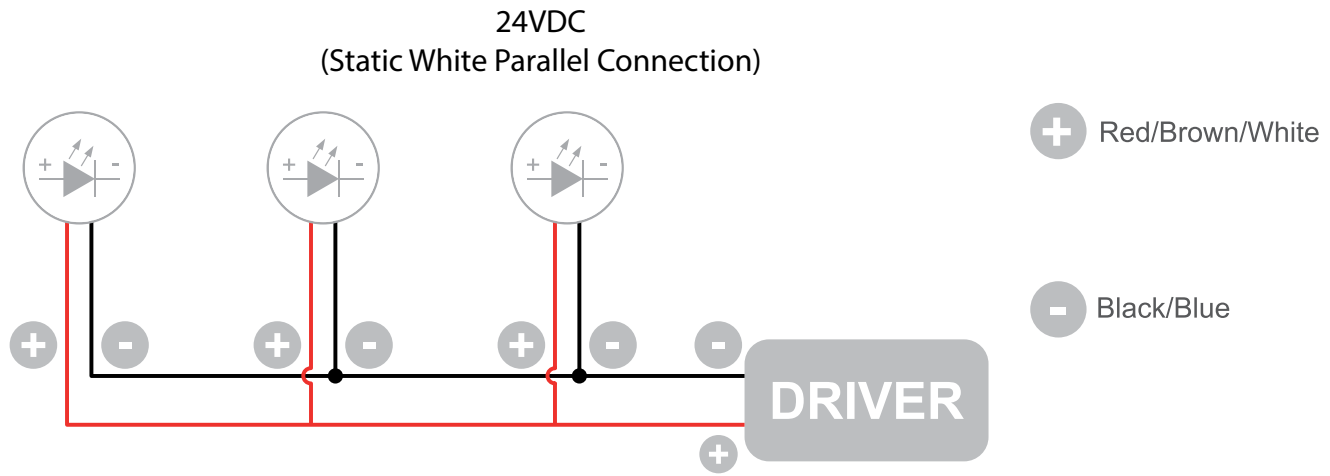 24VDC
(Static White Parallel Connection)
+ -
+ -
+ -
+ Red/Brown/White
- Black/Blue
+ -
+ -
+ -
-
DRIVER
+